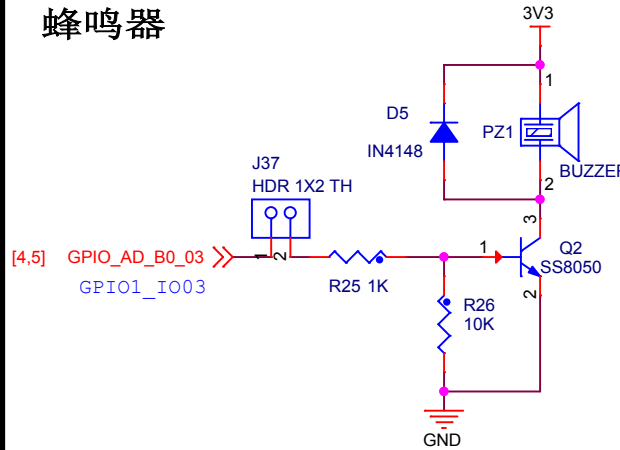 蜂鸣器
3V3
1
D5
IN4148
PZ1
BUZZER
2
J37
HDR 1X2 TH
3
[4,5] GPIO_AD_B0_03
1
2
1
Q2
SS8050
GPIO1_IO03
R25 1K
2
R26
10K
GND